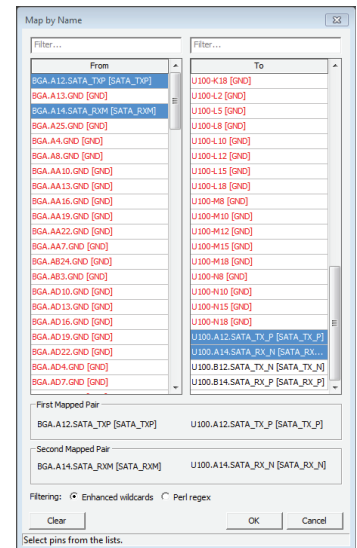 Map by Name
Filter...
Filter...
From
To
BGA.A12.SATA_TXP [SATA_TXP]
U100-K18 [GND]
BGA.A13.GND [GND]
U100-L2 [GND]
BGA.A14.SATA_RXM [SATA_RXM]
U100-L5 [GND]
BGA.A25.GND [GND]
U100-L8 [GND]
BGA.A4.GND [GND]
U100-L10 [GND]
BGA.A8.GND [GND]
U100-L12 [GND]
BGA.AA10.GND [GND]
U100-L15 [GND]
BGA.AA13.GND [GND]
U100-L18 [GND]
BGA.AA16.GND [GND]
U100-M8 [GND]
BGA.AA19.GND [GND]
U100-M10 [GND]
BGA.AA22.GND [GND]
U100-M12 [GND]
BGA.AA7.GND [GND]
U100-M15 [GND]
BGA.AB24.GND [GND]
U100-M18 [GND]
BGA.AB3.GND [GND]
U100-N8 [GND]
BGA.AD10.GND [GND]
U100-N10 [GND]
BGA.AD13.GND [GND]
U100-N15 [GND]
BGA.AD16.GND [GND]
U100-N18 [GND]
BGA.AD19.GND [GND]
U100.A12.SATA_TX_P [SATA_TX_P]
BGA.AD22.GND [GND]
U100.A14.SATA_RX_N [SATA_RX...
BGA.AD4.GND [GND]
U100.B12.SATA_TX_N [SATA_TX_N]
BGA.AD7.GND [GND]
U100.B14.SATA_RX_P [SATA_RX_P]
First Mapped Pair
BGA.A12.SATA_TXP [SATA_TXP]
U100.A12.SATA_TX_P [SATA_TX_P]
Second Mapped Pair
BGA.A14.SATA_RXM [SATA_RXM]
U100.A14.SATA_RX_N [SATA_RX_N]
Filtering: Enhanced wildcards Perl regex
Clear OK Cancel
Select pins from the lists.